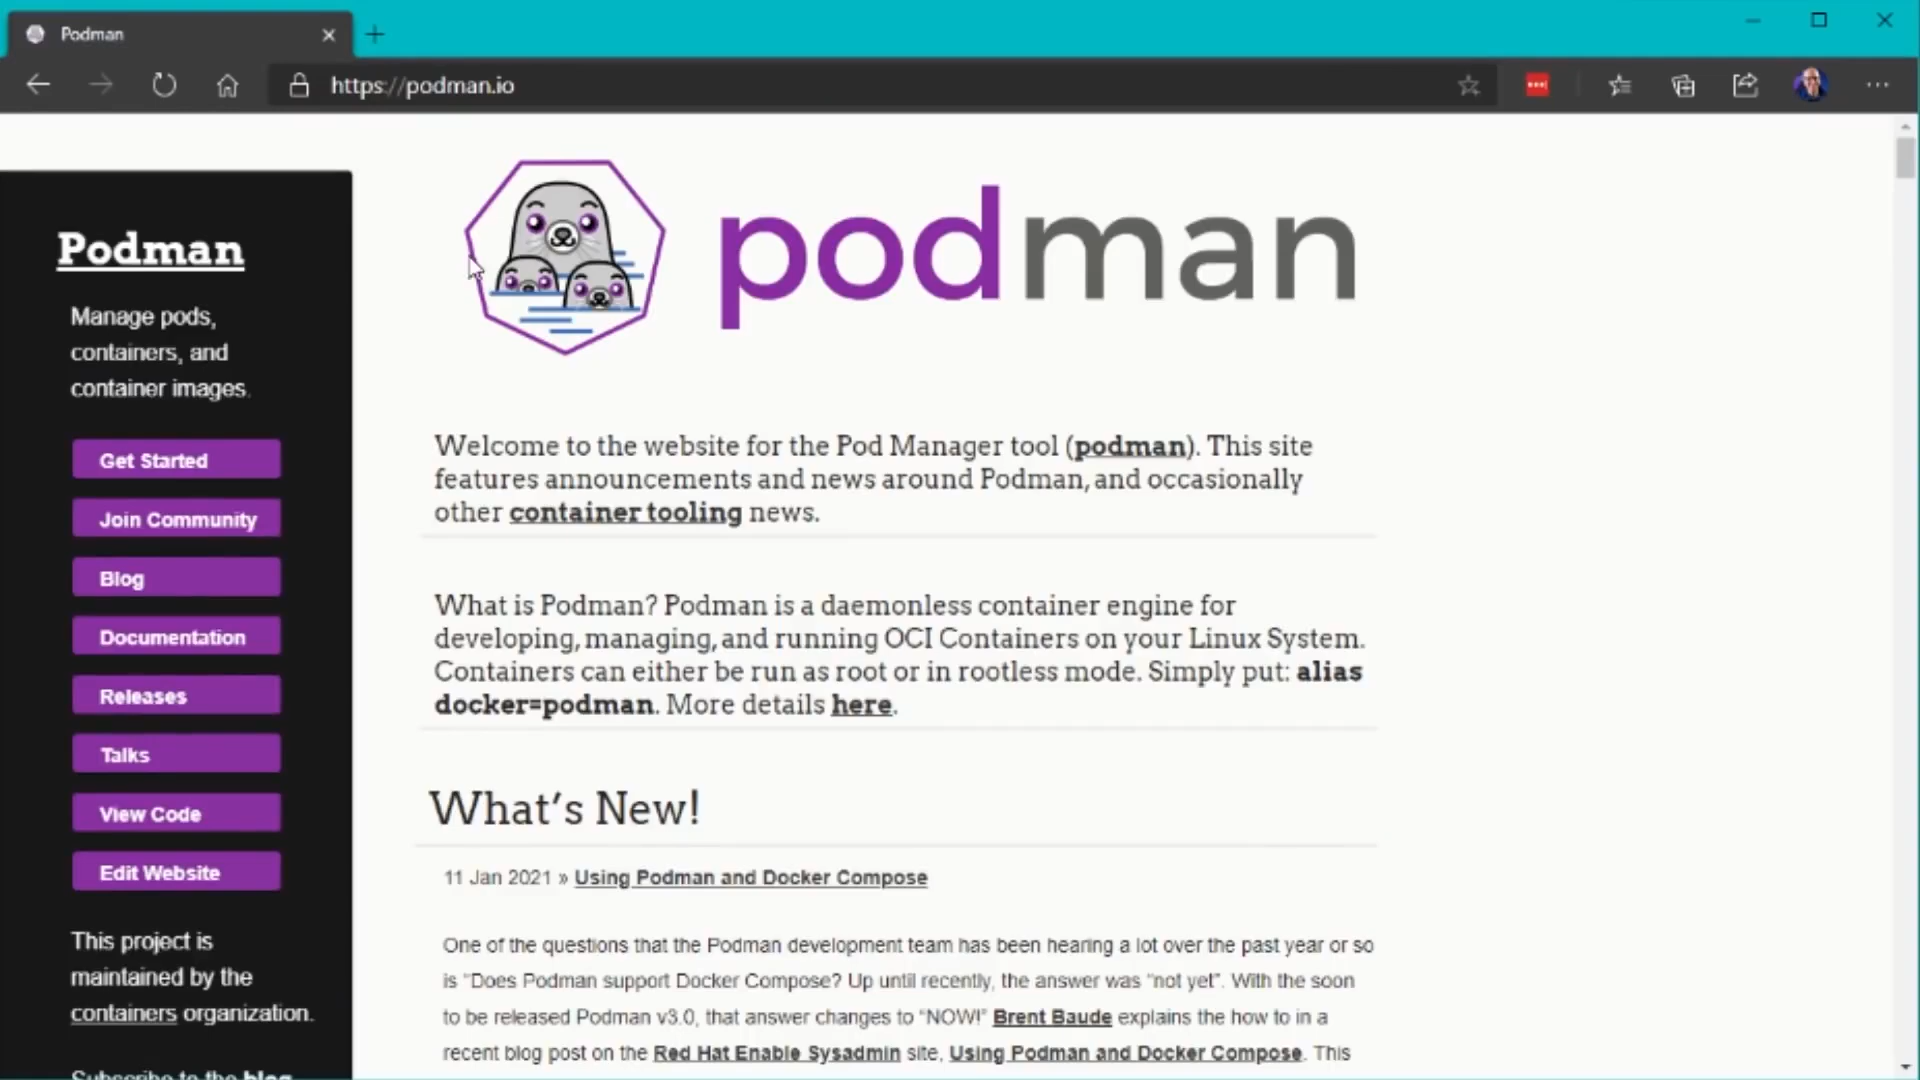 Podman
https://podman.io
podman
Podman
Manage pods,
containers, and
container images.
Get Started
Join Community
Blog
Documentation
Releases
Talks
View Code
Edit Website
This project is
maintained by the
containers organization.
Subscribe to the blog
Welcome to the website for the Pod Manager tool (podman). This site
features announcements and news around Podman, and occasionally
other container tooling news.
What is Podman? Podman is a daemonless container engine for
developing, managing, and running OCI Containers on your Linux System.
Containers can either be run as root or in rootless mode. Simply put: alias
docker=podman. More details here.
What's New!
11 Jan 2021 » Using Podman and Docker Compose
One of the questions that the Podman development team has been hearing a lot over the past year or so
is “Does Podman support Docker Compose? Up until recently, the answer was “not yet”. With the soon
to be released Podman v3.0, that answer changes to “NOW!” Brent Baude explains the how to in a
recent blog post on the Red Hat Enable Sysadmin site, Using Podman and Docker Compose. This